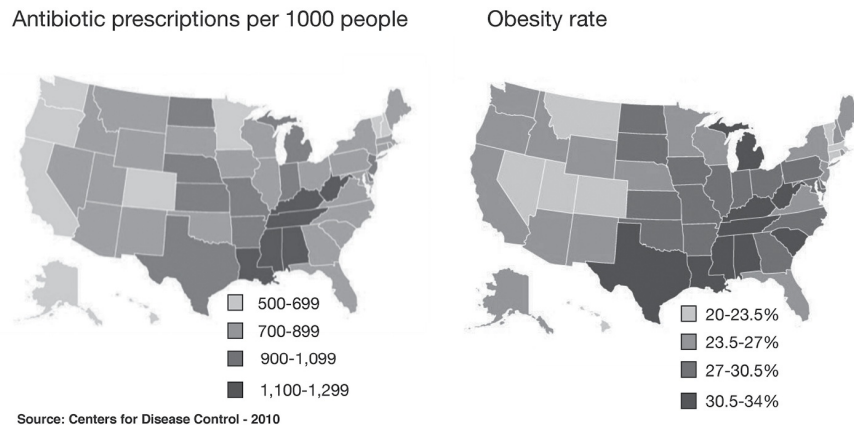 Antibiotic prescriptions per 1000 people
Obesity rate
500-699
700-899
900-1,099
1,100-1,299
20-23.5%
23.5-27%
27-30.5%
30.5-34%
Source: Centers for Disease Control - 2010